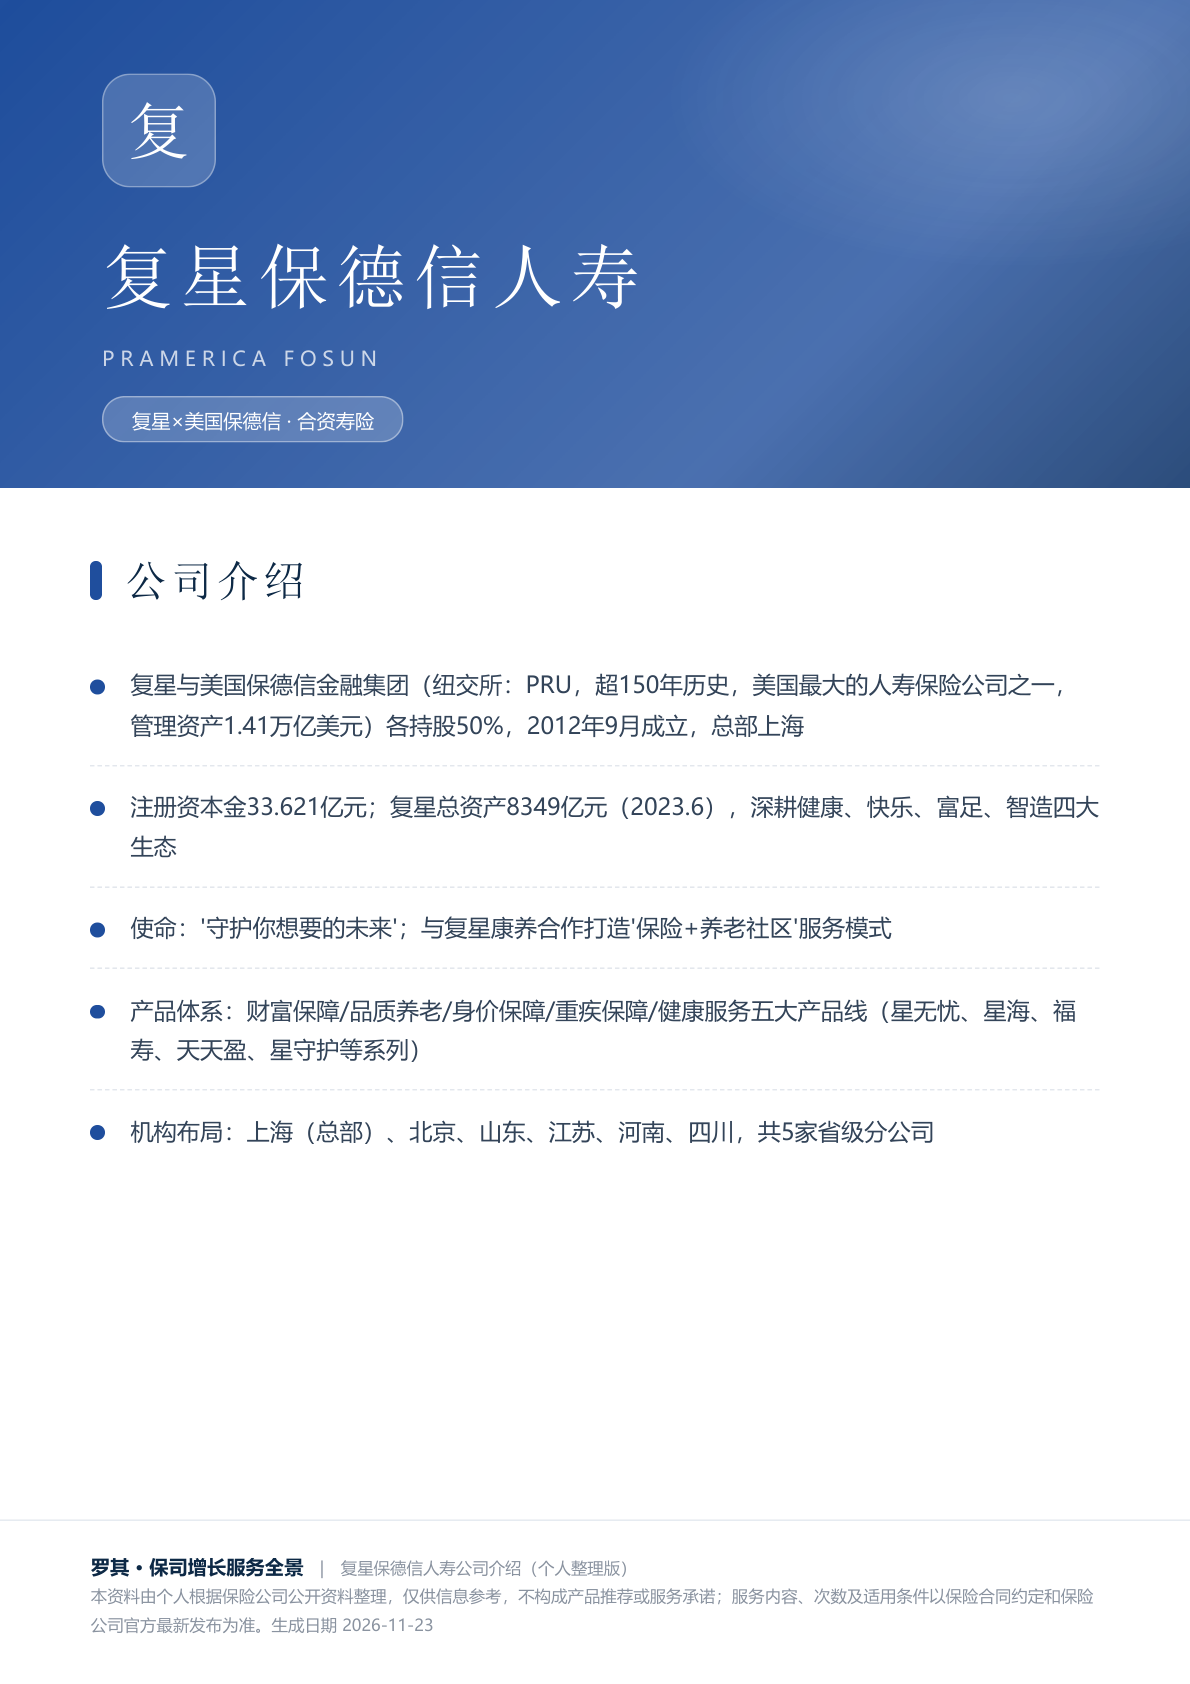 复
复星保德信人寿
PRAMERICA FOSUN
复星×美国保德信 · 合资寿险
公司介绍
复星与美国保德信金融集团（纽交所：PRU，超150年历史，美国最大的人寿保险公司之一，
管理资产1.41万亿美元）各持股50%，2012年9月成立，总部上海
注册资本金33.621亿元；复星总资产8349亿元（2023.6），深耕健康、快乐、富足、智造四大
生态
使命：'守护你想要的未来'；与复星康养合作打造'保险+养老社区'服务模式
产品体系：财富保障/品质养老/身价保障/重疾保障/健康服务五大产品线（星无忧、星海、福
寿、天天盈、星守护等系列）
机构布局：上海（总部）、北京、山东、江苏、河南、四川，共5家省级分公司
罗其 · 保司增长服务全景 | 复星保德信人寿公司介绍（个人整理版）
本资料由个人根据保险公司公开资料整理，仅供信息参考，不构成产品推荐或服务承诺；服务内容、次数及适用条件以保险合同约定和保险
公司官方最新发布为准。生成日期 2026-11-23